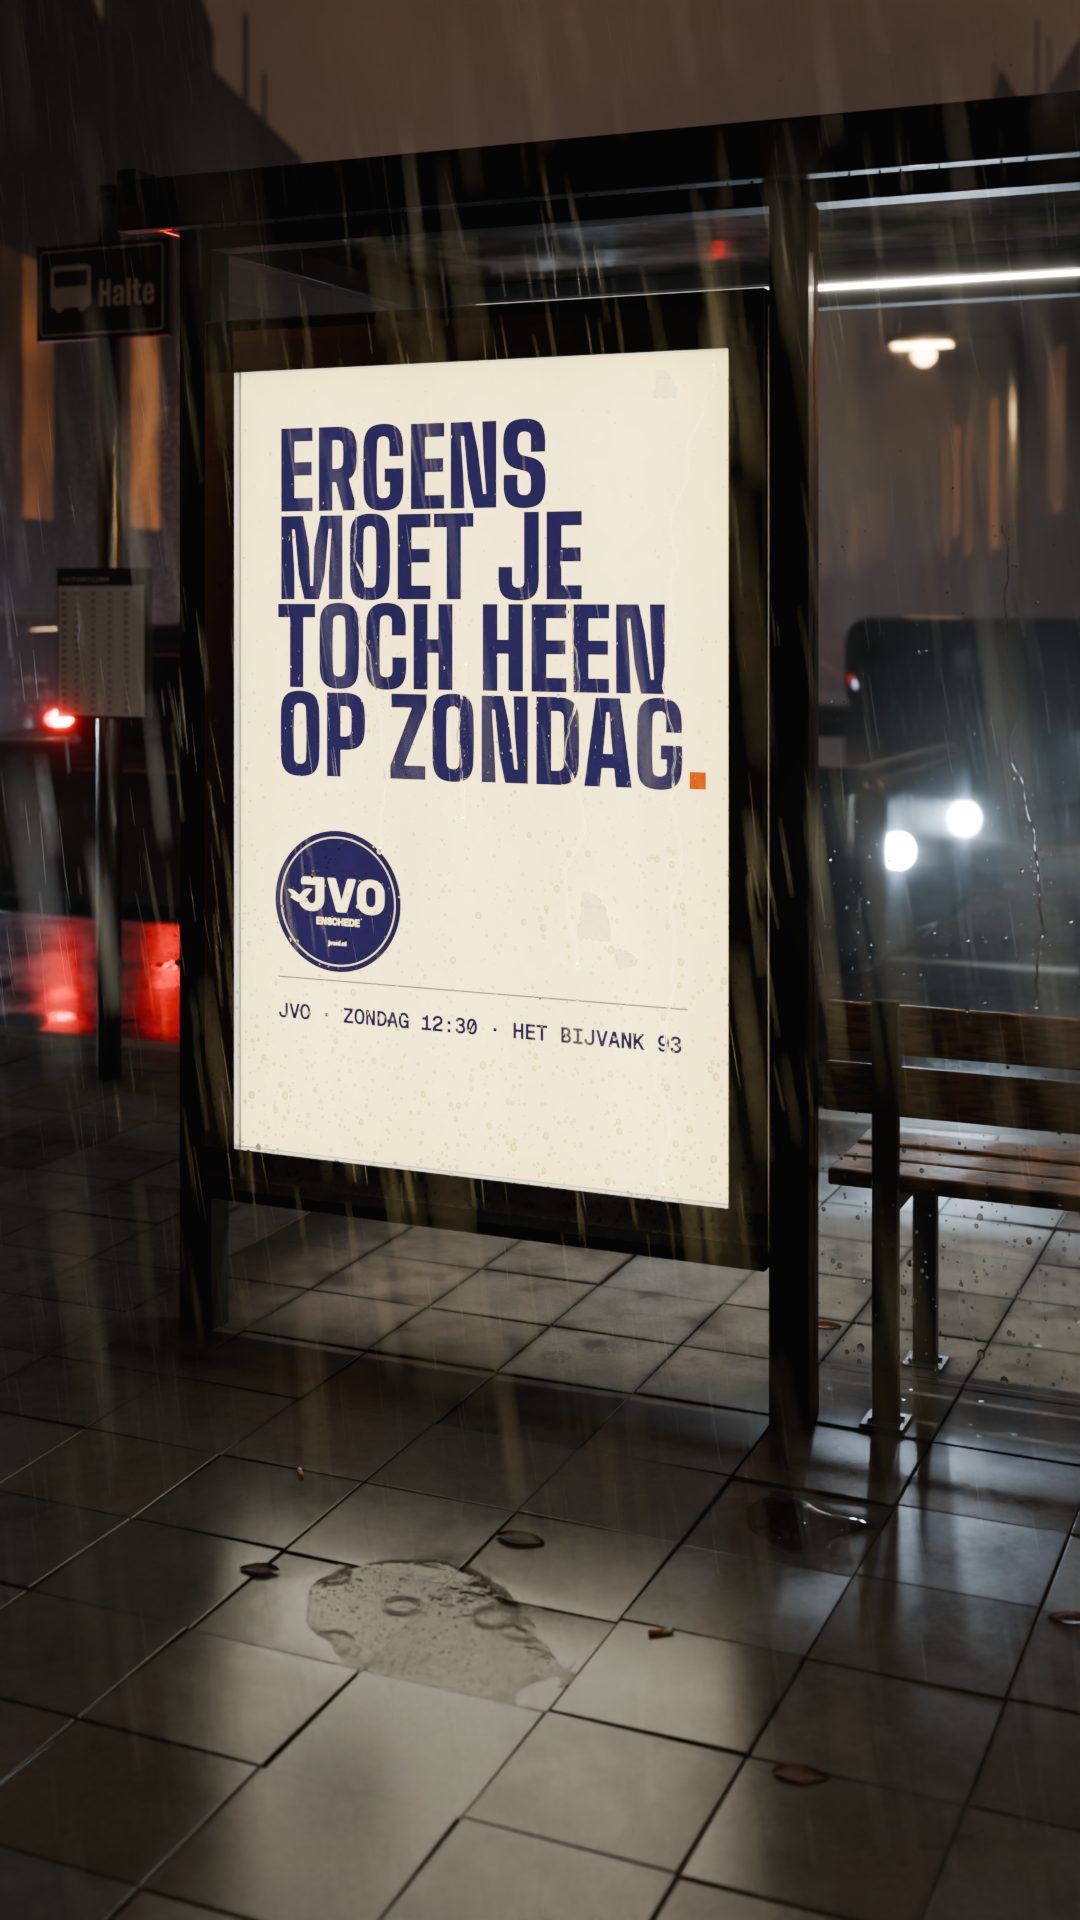 Halte
ERGENS
MOET JE
TOCH HEEN
OP ZONDAG.
JVO
ENSCHEDE
JVO · ZONDAG 12:30 · HET BIJVANK 93